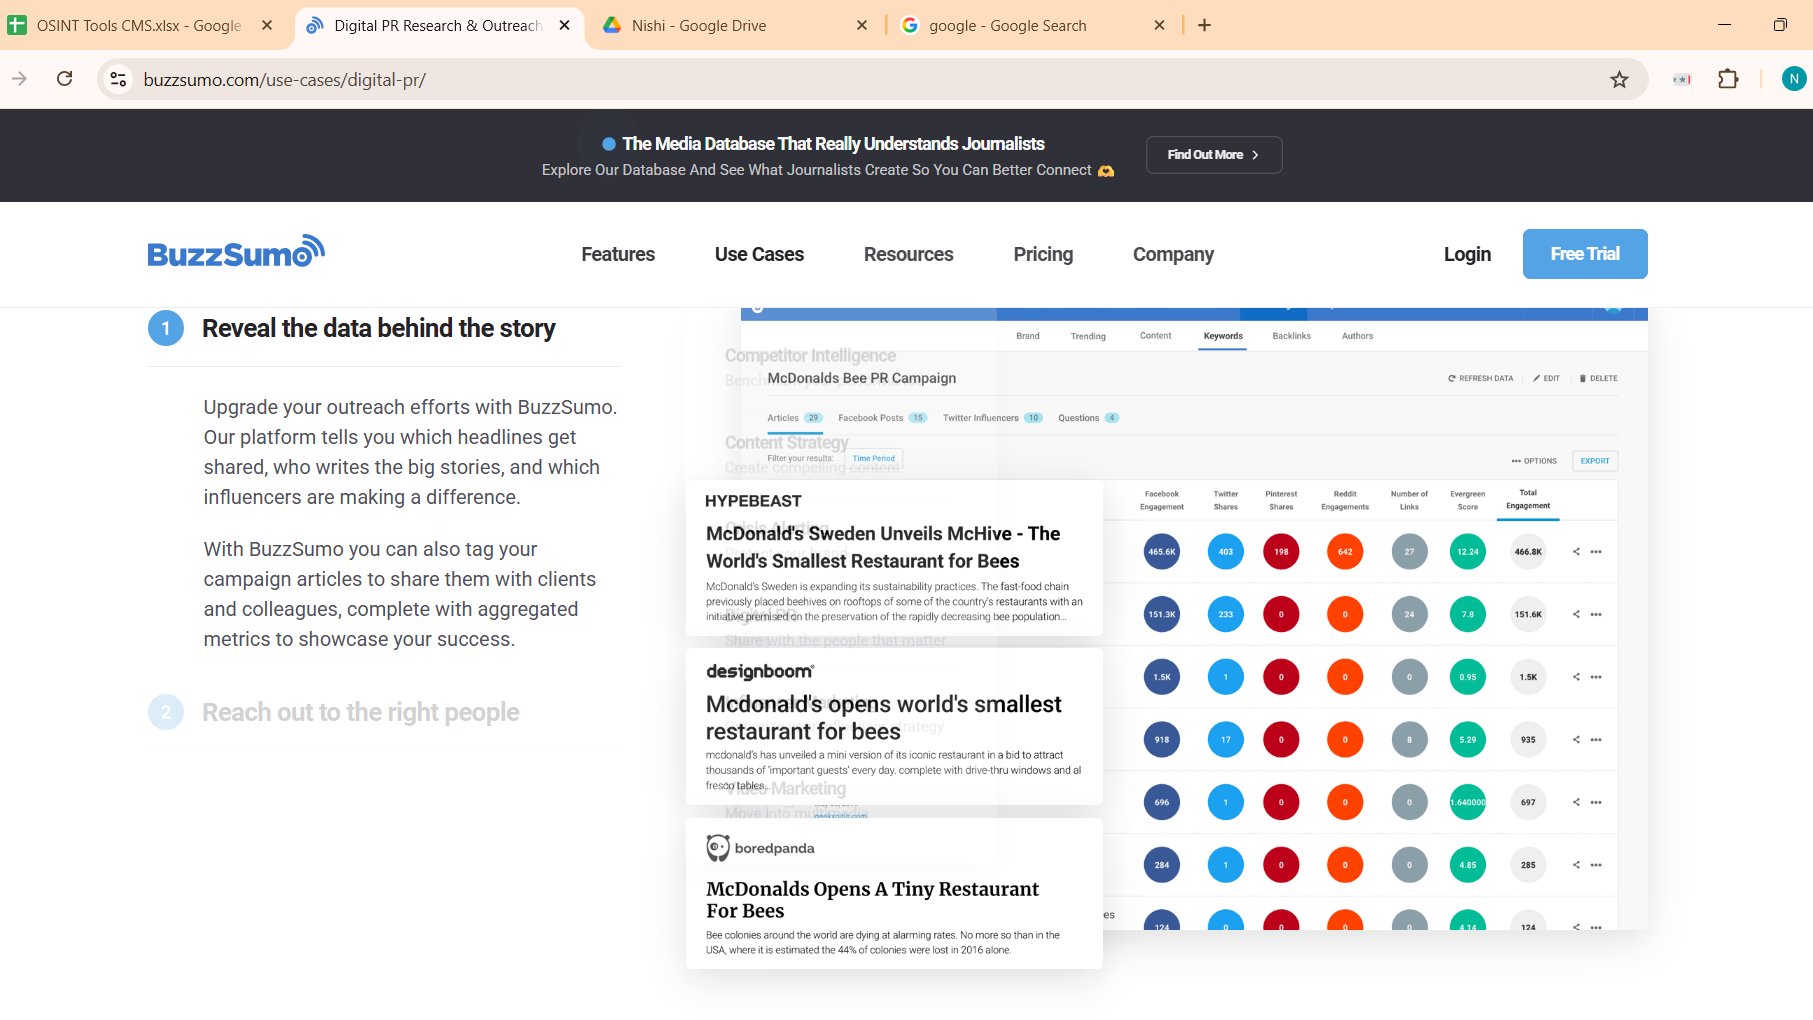 OSINT Tools CMS.xlsx - Google
Digital PR Research & Outreach
Nishi - Google Drive
google - Google Search
buzzsumo.com/use-cases/digital-pr/
N
The Media Database That Really Understands Journalists
Explore Our Database And See What Journalists Create So You Can Better Connect
Find Out More
BuzzSumo
Features
Use Cases
Resources
Pricing
Company
Login
Free Trial
1 Reveal the data behind the story
Upgrade your outreach efforts with BuzzSumo.
Our platform tells you which headlines get
shared, who writes the big stories, and which
influencers are making a difference.
With BuzzSumo you can also tag your
campaign articles to share them with clients
and colleagues, complete with aggregated
metrics to showcase your success.
2 Reach out to the right people
Brand Trending Content Keywords Backlinks Authors
Competitor Intelligence
McDonalds Bee PR Campaign
REFRESH DATA EDIT DELETE
Articles 29 Facebook Posts 15 Twitter Influencers 10 Questions 4
Content Strategy
Filter your results: Time Period
Create compelling content
OPTIONS EXPORT
HYPEBEAST
McDonald's Sweden Unveils McHive - The
World's Smallest Restaurant for Bees
McDonald's Sweden is expanding its sustainability practices. The fast-food chain
previously placed beehives on rooftops of some of the country's restaurants with an
initiative premised on the preservation of the rapidly decreasing bee population...
Digital PR
Share with the people that matter
designboom
Mcdonald's opens world's smallest
restaurant for bees
mcdonald's has unveiled a mini version of its iconic restaurant in a bid to attract
thousands of 'important guests' every day. complete with drive-thru windows and al
fresco tables...
Video Marketing
boredpanda
McDonalds Opens A Tiny Restaurant
For Bees
Bee colonies around the world are dying at alarming rates. No more so than in the
USA, where it is estimated the 44% of colonies were lost in 2016 alone.
Facebook Engagement Twitter Shares Pinterest Shares Reddit Engagements Number of Links Evergreen Score Total Engagement
465.6K 403 198 642 27 12.24 466.8K
151.3K 233 0 0 24 7.8 151.6K
1.5K 1 0 0 0 0.95 1.5K
918 17 0 0 8 5.29 935
696 1 0 0 0 1.640000 697
284 1 0 0 0 4.85 285
es
124 0 0 0 0 4.14 124